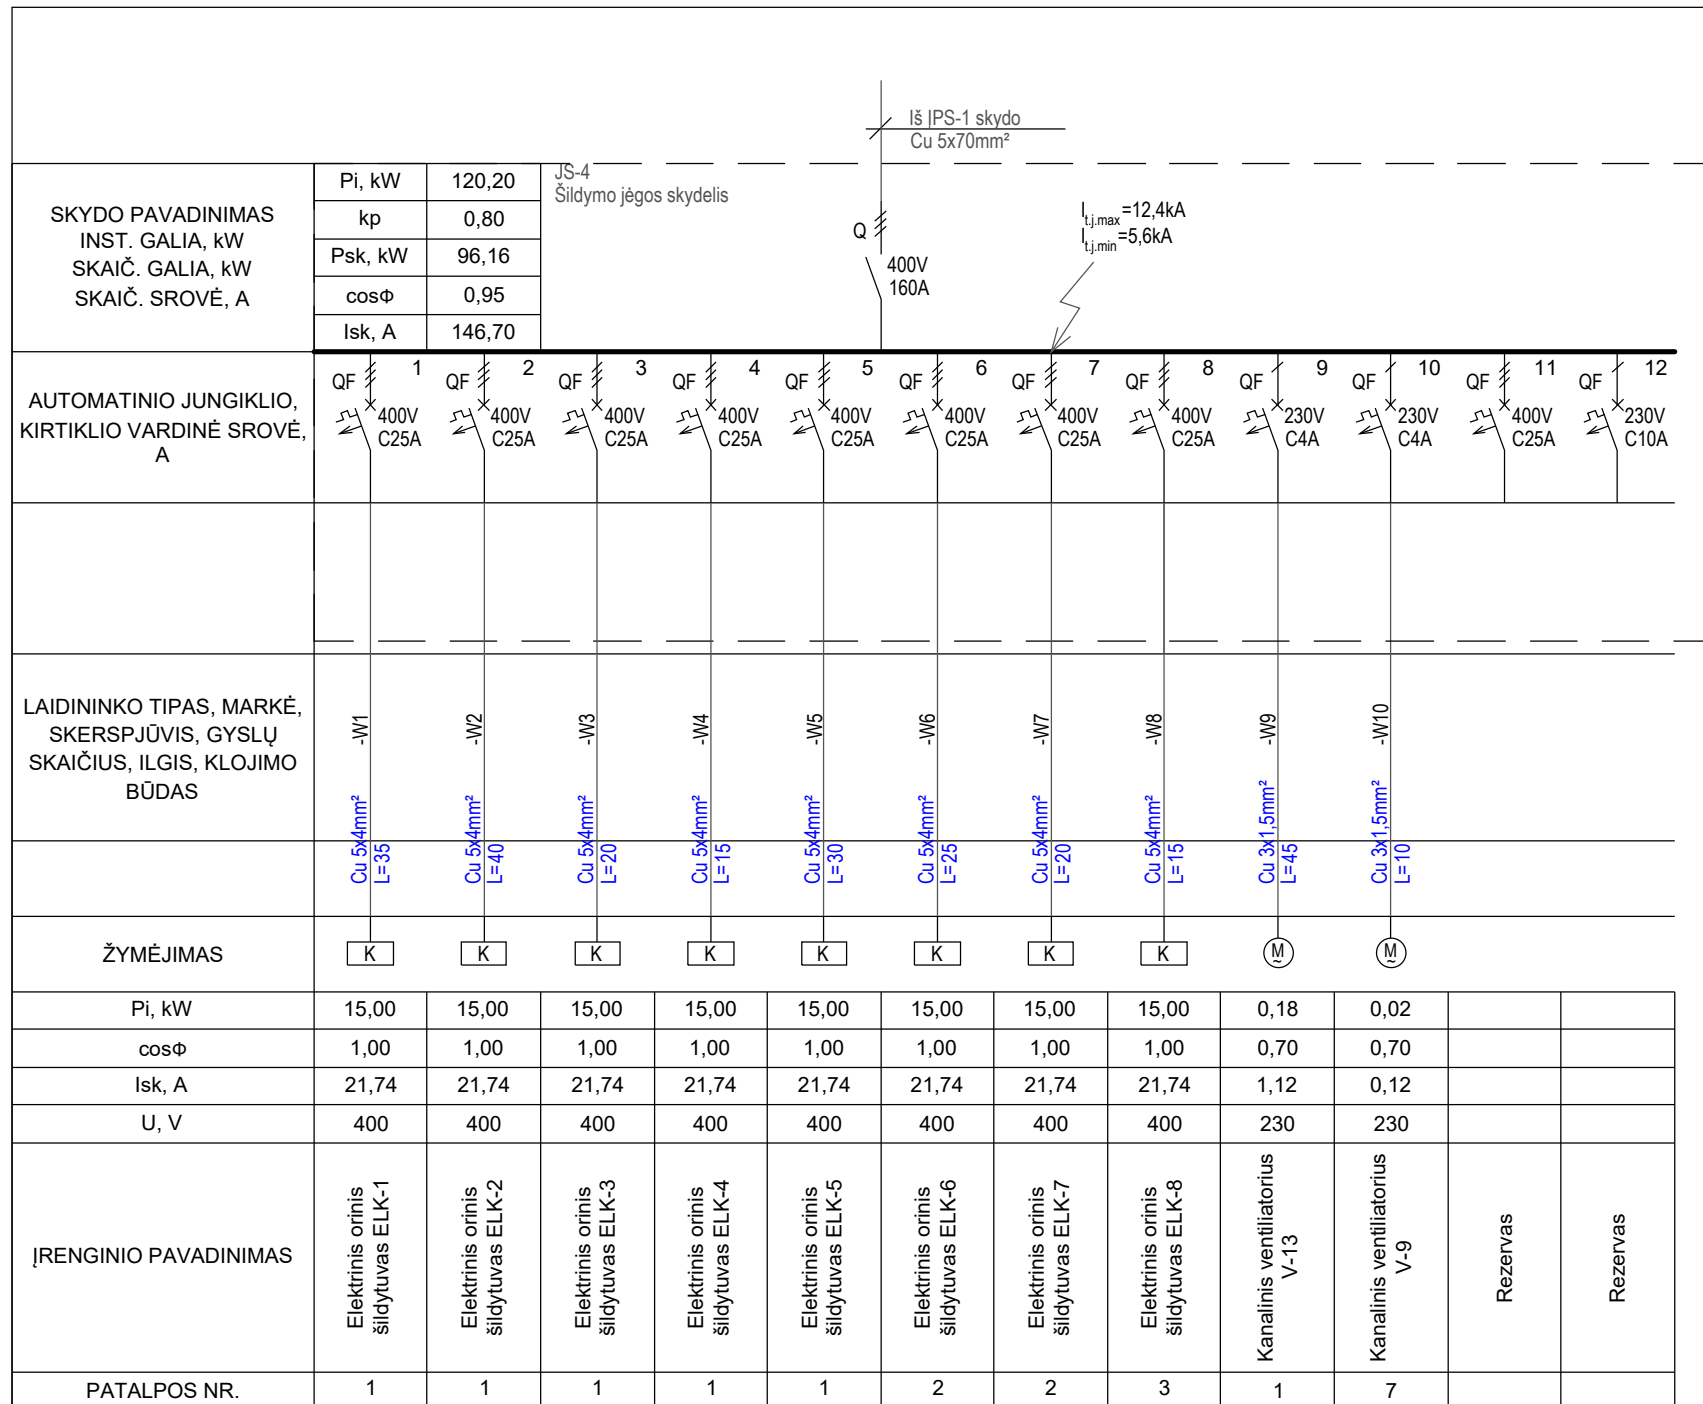 Iš ĮPS-1 skydo
Cu 5x70mm²
SKYDO PAVADINIMAS
INST. GALIA, kW
SKAIČ. GALIA, kW
SKAIČ. SROVĖ, A
Pi, kW 120,20
kp 0,80
Psk, kW 96,16
cosΦ 0,95
Isk, A 146,70
JS-4
Šildymo jėgos skydelis
Q
400V
160A
It.j.max=12,4kA
It.j.min=5,6kA
AUTOMATINIO JUNGIKLIO,
KIRTIKLIO VARDINĖ SROVĖ,
A
1 2 3 4 5 6 7 8 9 10 11 12
QF QF QF QF QF QF QF QF QF QF QF QF
400V 400V 400V 400V 400V 400V 400V 400V 230V 230V 400V 230V
C25A C25A C25A C25A C25A C25A C25A C25A C4A C4A C25A C10A
LAIDININKO TIPAS, MARKĖ,
SKERSPJŪVIS, GYSLŲ
SKAIČIUS, ILGIS, KLOJIMO
BŪDAS
-W1
Cu 5x4mm²
L=35
-W2
Cu 5x4mm²
L=40
-W3
Cu 5x4mm²
L=20
-W4
Cu 5x4mm²
L=15
-W5
Cu 5x4mm²
L=30
-W6
Cu 5x4mm²
L=25
-W7
Cu 5x4mm²
L=20
-W8
Cu 5x4mm²
L=15
-W9
Cu 3x1,5mm²
L=45
-W10
Cu 3x1,5mm²
L=10
ŽYMĖJIMAS K K K K K K K K M~ M~
Pi, kW 15,00 15,00 15,00 15,00 15,00 15,00 15,00 15,00 0,18 0,02
cosΦ 1,00 1,00 1,00 1,00 1,00 1,00 1,00 1,00 0,70 0,70
Isk, A 21,74 21,74 21,74 21,74 21,74 21,74 21,74 21,74 1,12 0,12
U, V 400 400 400 400 400 400 400 400 230 230
ĮRENGINIO PAVADINIMAS
Elektrinis orinis
šildytuvas ELK-1
Elektrinis orinis
šildytuvas ELK-2
Elektrinis orinis
šildytuvas ELK-3
Elektrinis orinis
šildytuvas ELK-4
Elektrinis orinis
šildytuvas ELK-5
Elektrinis orinis
šildytuvas ELK-6
Elektrinis orinis
šildytuvas ELK-7
Elektrinis orinis
šildytuvas ELK-8
Kanalinis ventiliatorius
V-13
Kanalinis ventiliatorius
V-9
Rezervas
Rezervas
PATALPOS NR. 1 1 1 1 1 2 2 3 1 7